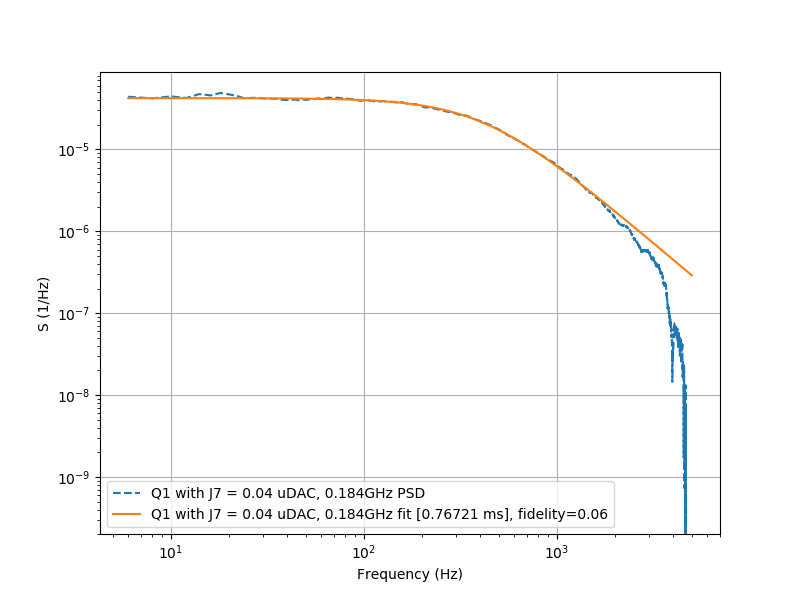 10⁻⁵
10⁻⁶
10⁻⁷
10⁻⁸
10⁻⁹
S (1/Hz)
Q1 with J7 = 0.04 uDAC, 0.184GHz PSD
Q1 with J7 = 0.04 uDAC, 0.184GHz fit [0.76721 ms], fidelity=0.06
10¹ 10² 10³
Frequency (Hz)